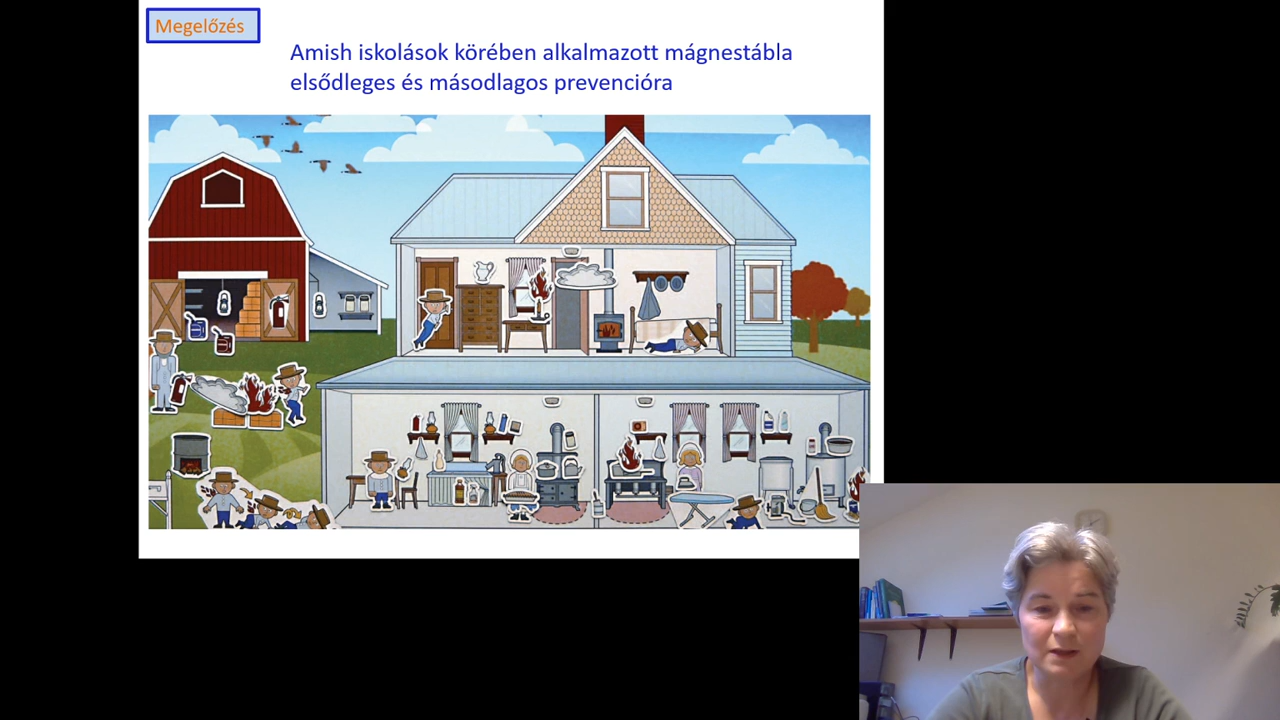 Megelőzés
Amish iskolások körében alkalmazott mágnestábla
elsődleges és másodlagos prevencióra